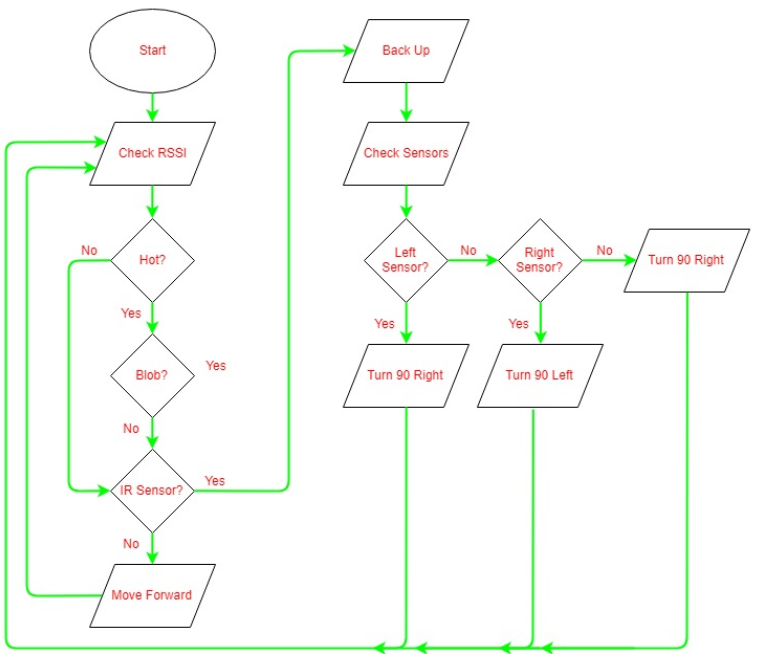 Start
Check RSSI
No
Hot?
Yes
Blob?
Yes
No
IR Sensor?
Yes
No
Move Forward
Back Up
Check Sensors
Left
Sensor?
No
Right
Sensor?
No
Turn 90 Right
Yes
Turn 90 Right
Yes
Turn 90 Left